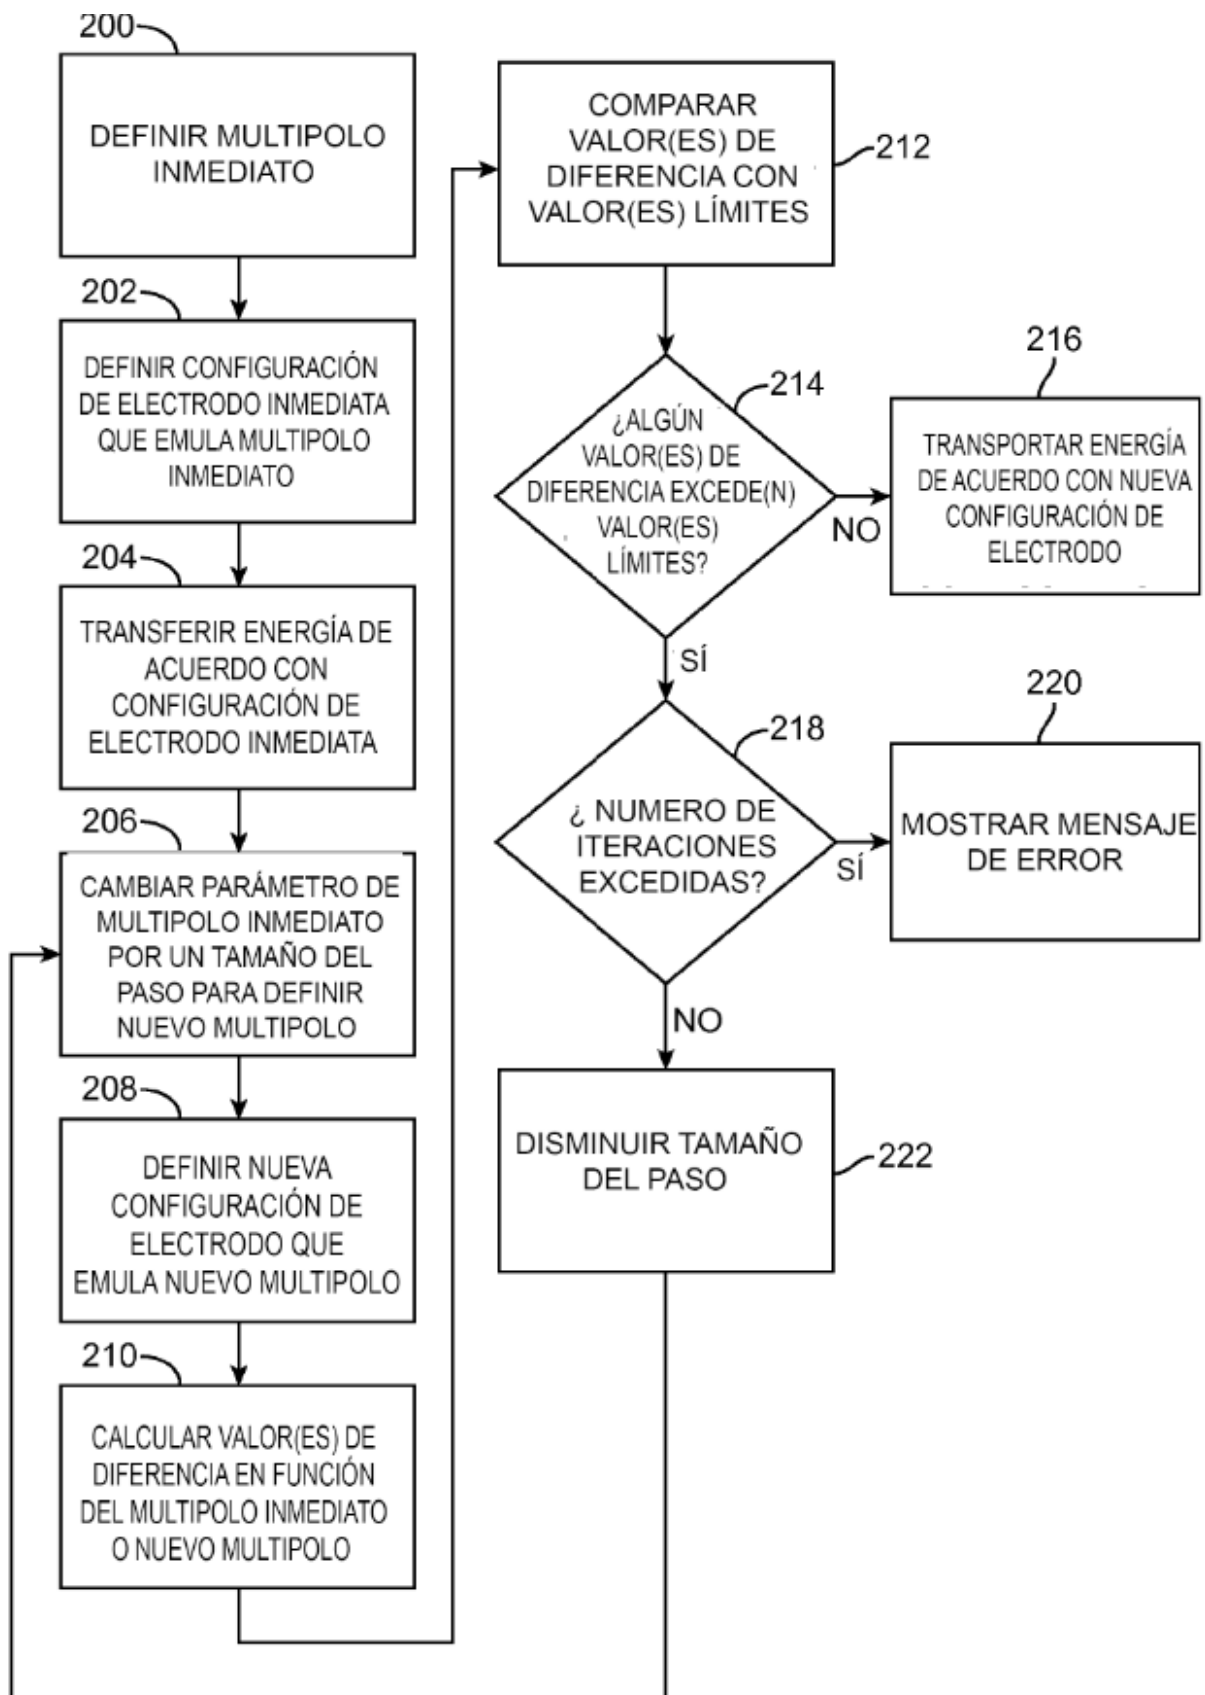 200
DEFINIR MULTIPOLO
INMEDIATO
202
DEFINIR CONFIGURACIÓN
DE ELECTRODO INMEDIATA
QUE EMULA MULTIPOLO
INMEDIATO
204
TRANSFERIR ENERGÍA DE
ACUERDO CON
CONFIGURACIÓN DE
ELECTRODO INMEDIATA
206
CAMBIAR PARÁMETRO DE
MULTIPOLO INMEDIATO
POR UN TAMAÑO DEL
PASO PARA DEFINIR
NUEVO MULTIPOLO
208
DEFINIR NUEVA
CONFIGURACIÓN DE
ELECTRODO QUE
EMULA NUEVO MULTIPOLO
210
CALCULAR VALOR(ES) DE
DIFERENCIA EN FUNCIÓN
DEL MULTIPOLO INMEDIATO
O NUEVO MULTIPOLO
COMPARAR
VALOR(ES) DE
DIFERENCIA CON
VALOR(ES) LÍMITES
212
214
¿ALGÚN
VALOR(ES) DE
DIFERENCIA EXCEDE(N)
VALOR(ES)
LÍMITES?
NO
216
TRANSPORTAR ENERGÍA
DE ACUERDO CON NUEVA
CONFIGURACIÓN DE
ELECTRODO
SÍ
218
¿ NUMERO DE
ITERACIONES
EXCEDIDAS?
SÍ
220
MOSTRAR MENSAJE
DE ERROR
NO
DISMINUIR TAMAÑO
DEL PASO
222